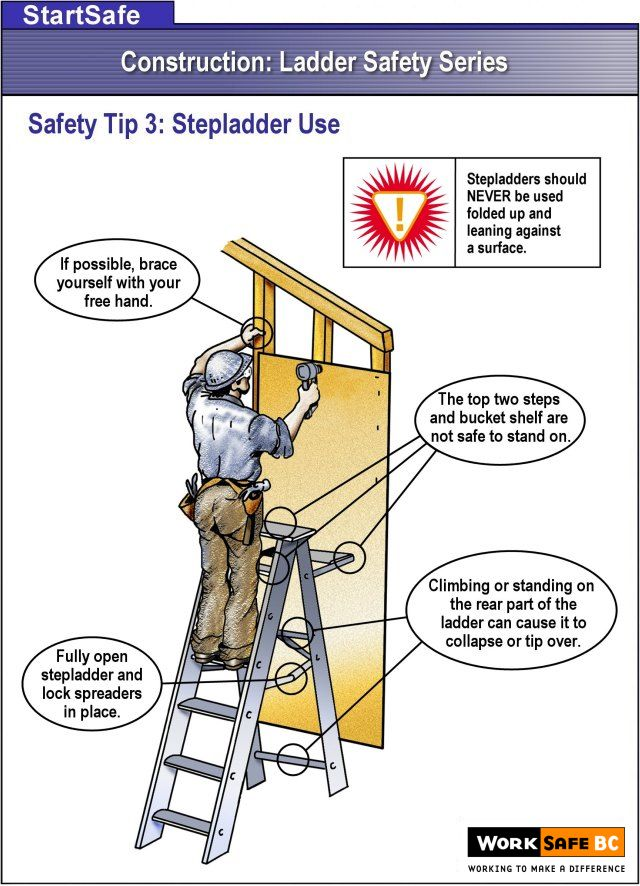 StartSafe
Construction: Ladder Safety Series
Safety Tip 3: Stepladder Use
!
Stepladders should
NEVER be used
folded up and
leaning against
a surface.
If possible, brace
yourself with your
free hand.
The top two steps
and bucket shelf are
not safe to stand on.
Climbing or standing on
the rear part of the
ladder can cause it to
collapse or tip over.
Fully open
stepladder and
lock spreaders
in place.
WORK SAFE BC
WORKING TO MAKE A DIFFERENCE